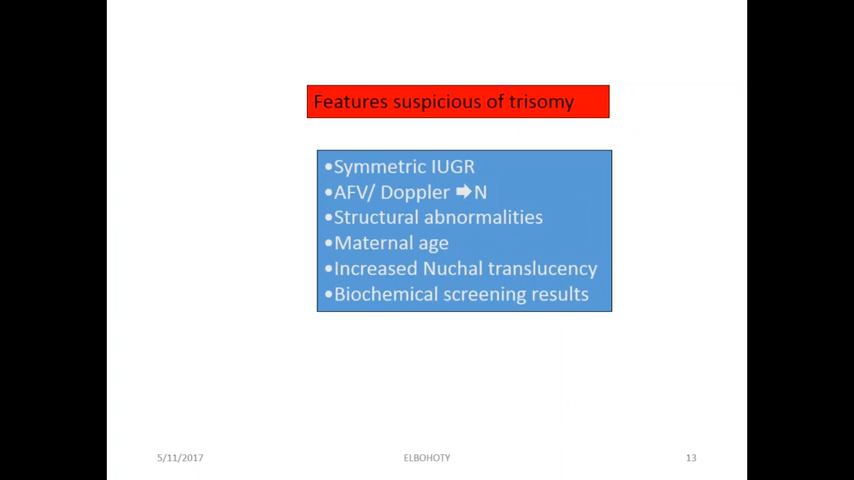 Features suspicious of trisomy
•Symmetric IUGR
•AFV/ Doppler ➡N
•Structural abnormalities
•Maternal age
•Increased Nuchal translucency
•Biochemical screening results
5/11/2017 ELBOHOTY 13